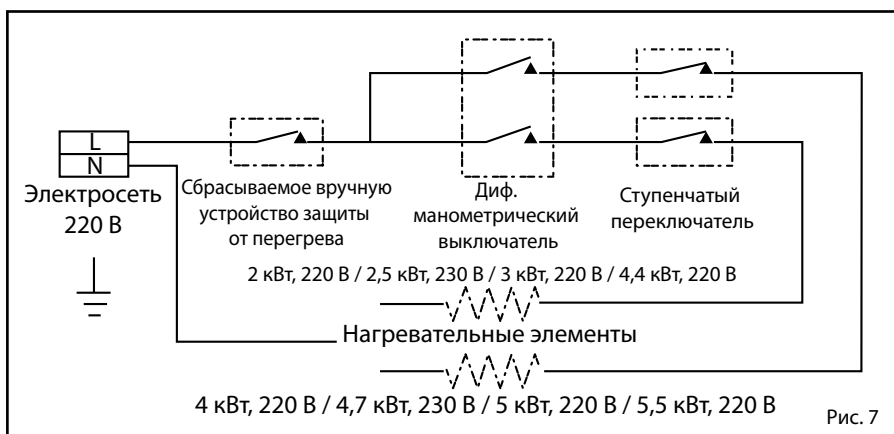 L
N
Электросеть
220 В
Сбрасываемое вручную
устройство защиты
от перегрева
Диф.
манометрический
выключатель
Ступенчатый
переключатель
2 кВт, 220 В / 2,5 кВт, 230 В / 3 кВт, 220 В / 4,4 кВт, 220 В
Нагревательные элементы
4 кВт, 220 В / 4,7 кВт, 230 В / 5 кВт, 220 В / 5,5 кВт, 220 В
Рис. 7